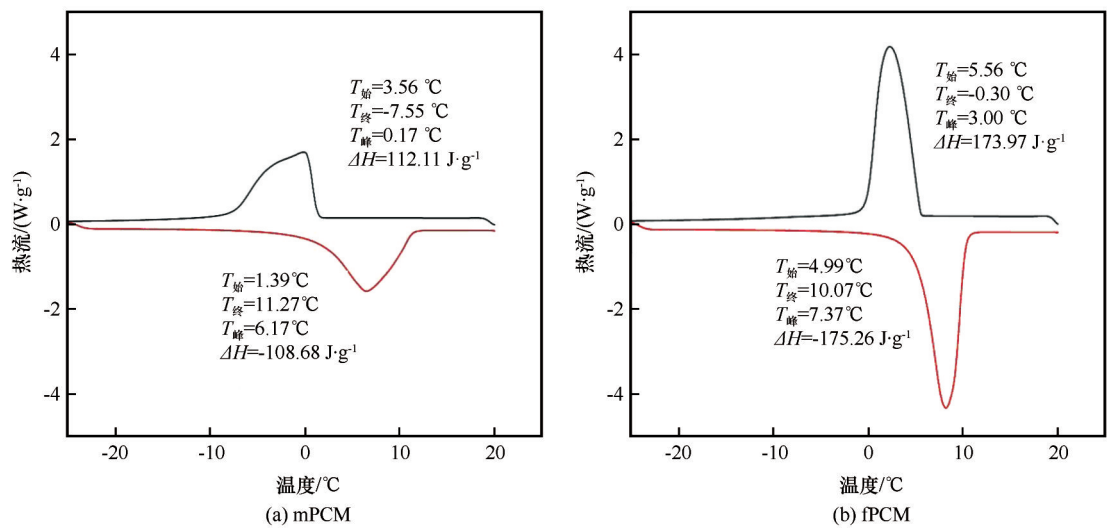 热流/(W·g⁻¹)
4
2
0
-2
-4
T始=3.56 ℃
T终=-7.55 ℃
T峰=0.17 ℃
ΔH=112.11 J·g⁻¹
T始=1.39℃
T终=11.27℃
T峰=6.17℃
ΔH=-108.68 J·g⁻¹
-20
-10
0
10
20
温度/℃
(a) mPCM
热流/(W·g⁻¹)
4
2
0
-2
-4
T始=5.56 ℃
T终=-0.30 ℃
T峰=3.00 ℃
ΔH=173.97 J·g⁻¹
T始=4.99℃
T终=10.07℃
T峰=7.37℃
ΔH=-175.26 J·g⁻¹
-20
-10
0
10
20
温度/℃
(b) fPCM